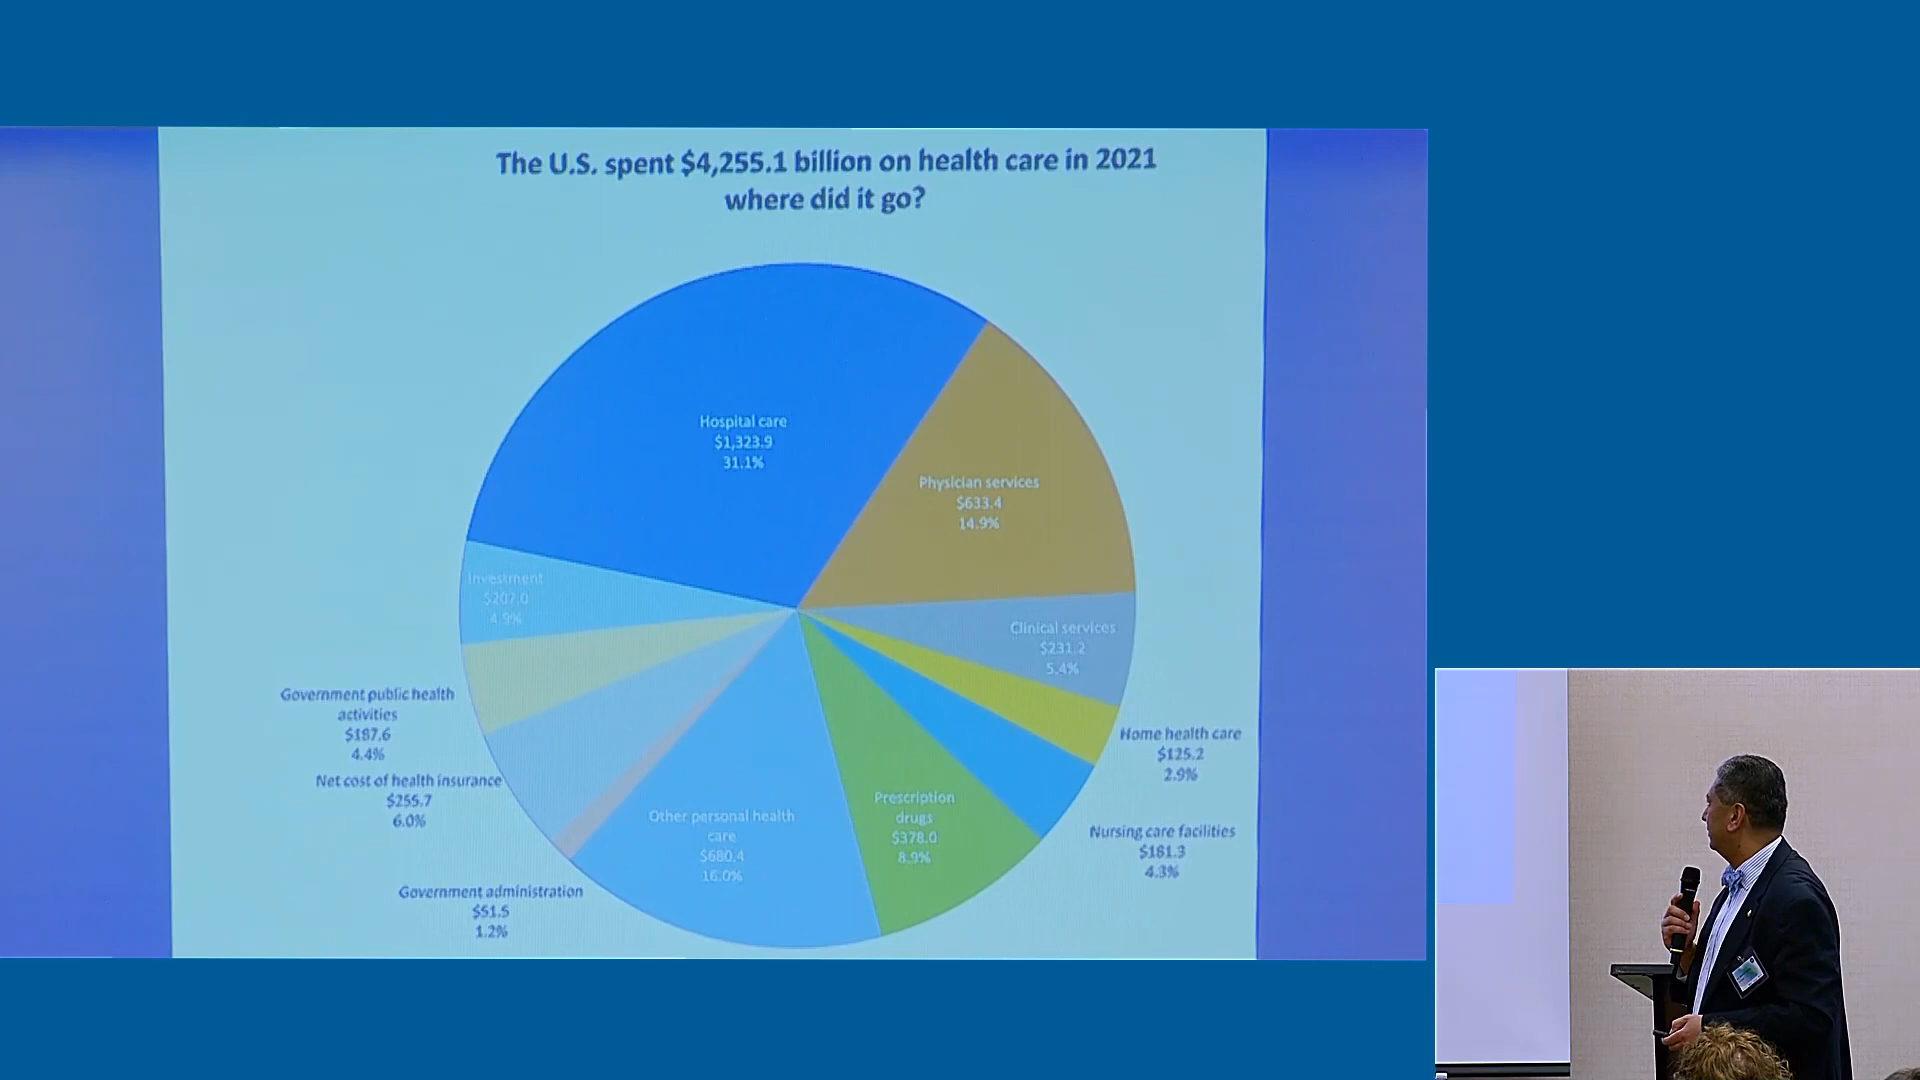 The U.S. spent $4,255.1 billion on health care in 2021
where did it go?
Hospital care
$1,323.9
31.1%
Physician services
$633.4
14.9%
Investment
$207.0
4.9%
Clinical services
$231.2
5.4%
Government public health
activities
$187.6
4.4%
Home health care
$125.2
2.9%
Net cost of health insurance
$255.7
6.0%
Other personal health
care
$680.4
16.0%
Prescription
drugs
$378.0
8.9%
Nursing care facilities
$181.3
4.3%
Government administration
$51.5
1.2%